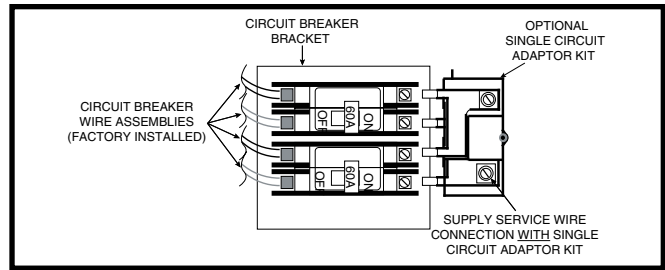 CIRCUIT BREAKER
BRACKET
OPTIONAL
SINGLE CIRCUIT
ADAPTOR KIT
CIRCUIT BREAKER
WIRE ASSEMBLIES
(FACTORY INSTALLED)
OFF
60A
ON
OFF
60A
ON
SUPPLY SERVICE WIRE
CONNECTION WITH SINGLE
CIRCUIT ADAPTOR KIT